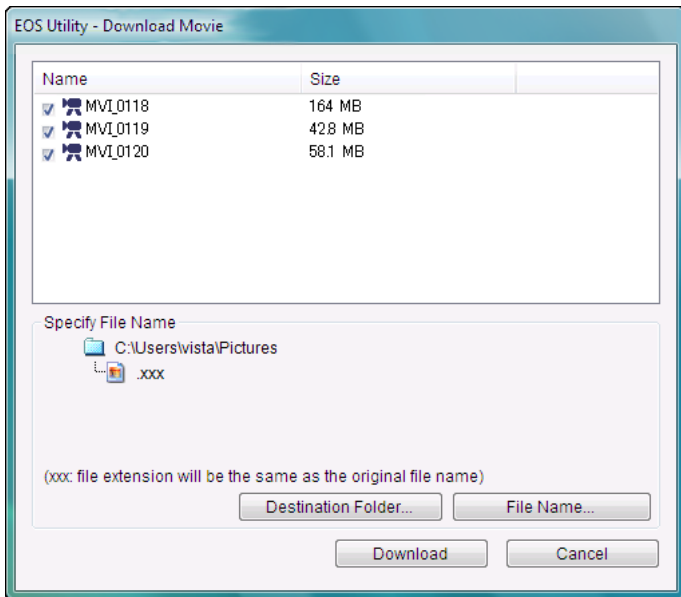 EOS Utility - Download Movie
Name Size
MVI_0118 164 MB
MVI_0119 42.8 MB
MVI_0120 58.1 MB
Specify File Name
C:\Users\vista\Pictures
.xxx
(xxx: file extension will be the same as the original file name)
Destination Folder... File Name...
Download Cancel